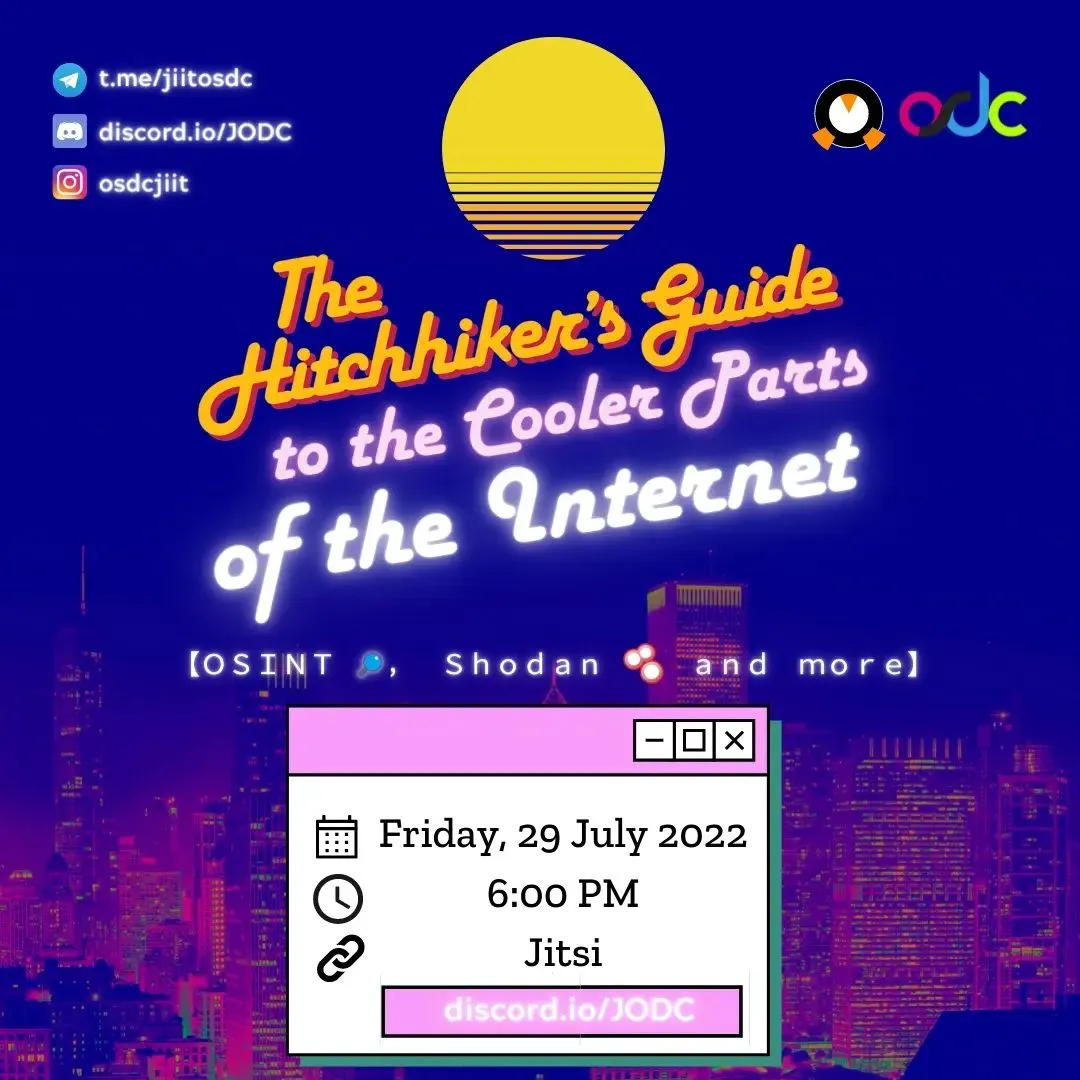 t.me/jiitosdc
discord.io/JODC
osdcjiit
osdc
The
Hitchhiker's Guide
to the Cooler Parts
of the Internet
【OSINT 🔎, Shodan and more】
Friday, 29 July 2022
6:00 PM
Jitsi
discord.io/JODC